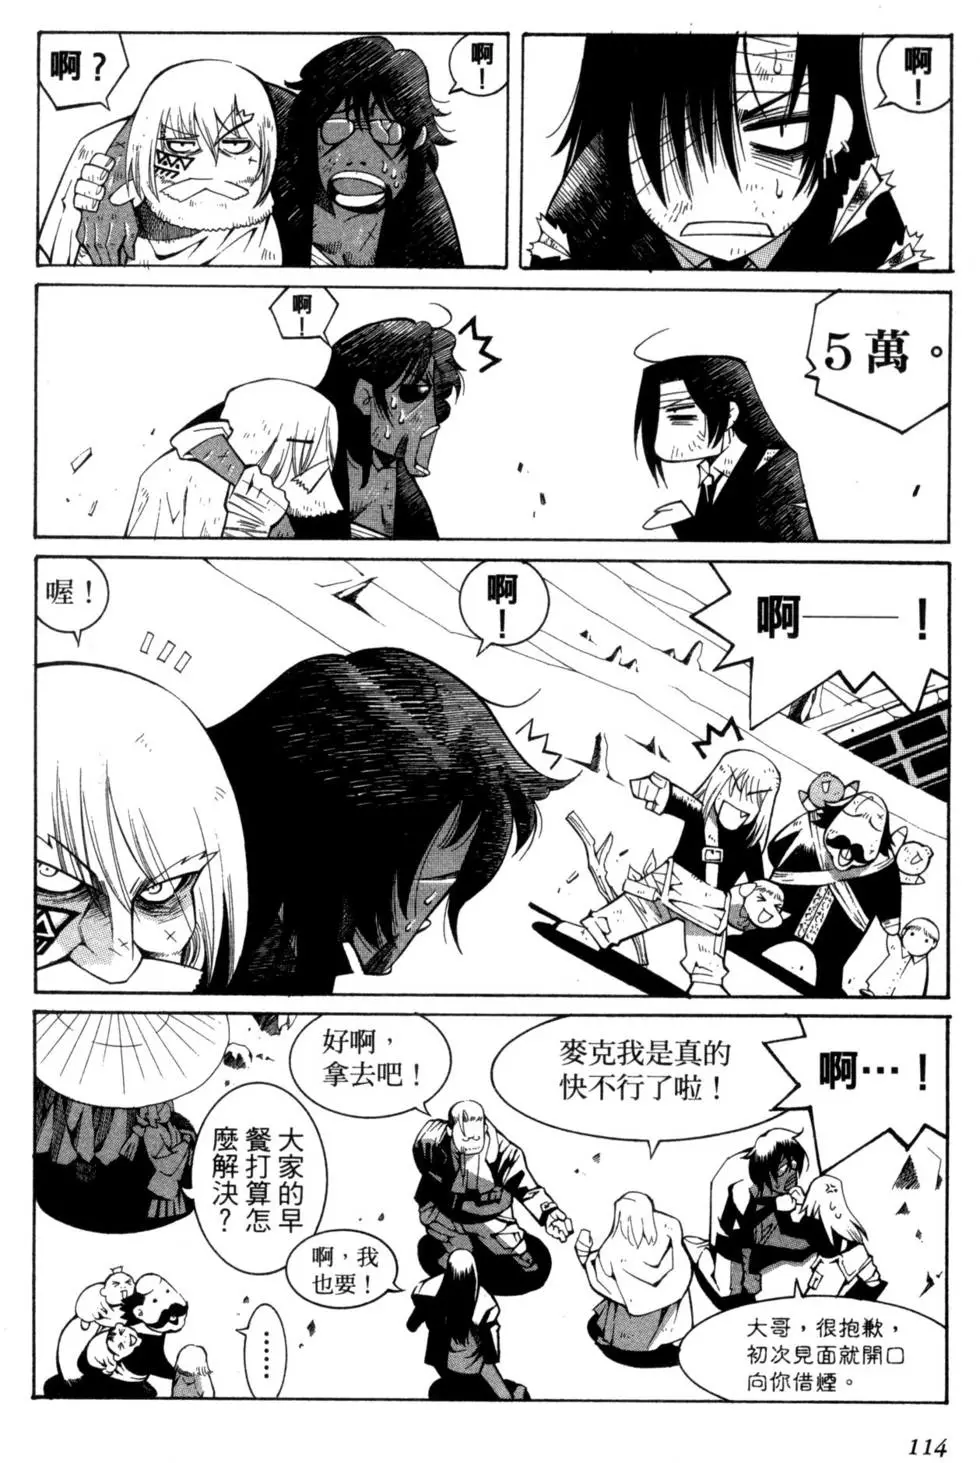 啊！
啊！
啊？
5萬。
啊！
啊——！
啊！
喔！
啊…！
麥克我是真的
快不行了啦！
好啊，
拿去吧！
大家的早
餐打算怎
麼解決？
啊，我
也要！
……
大哥，很抱歉，
初次見面就開口
向你借煙。
114